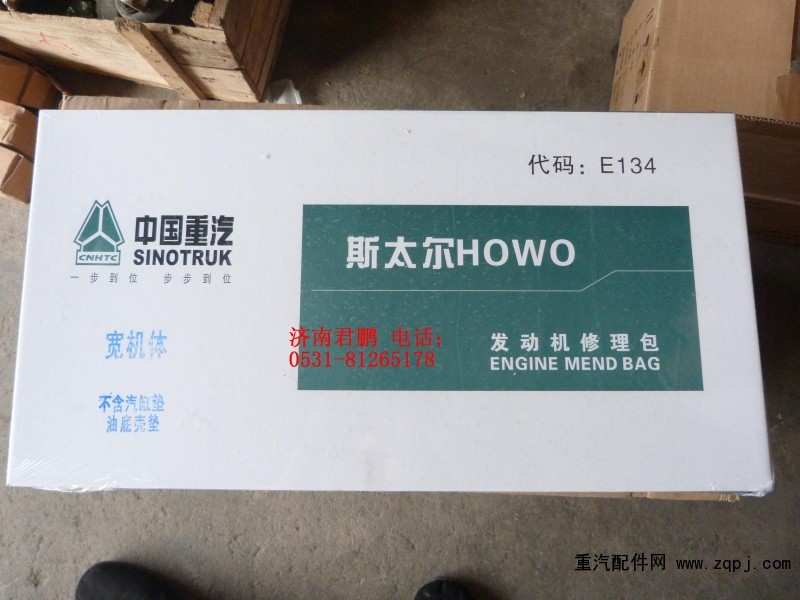 代码：E134
中国重汽
SINOTRUK
CNHTC
一步到位 步步到位
斯太尔HOWO
宽机体
济南君鹏 电话；
0531-81265178
发动机修理包
ENGINE MEND BAG
不含汽缸垫
油底壳垫
重汽配件网 www.zqpj.com